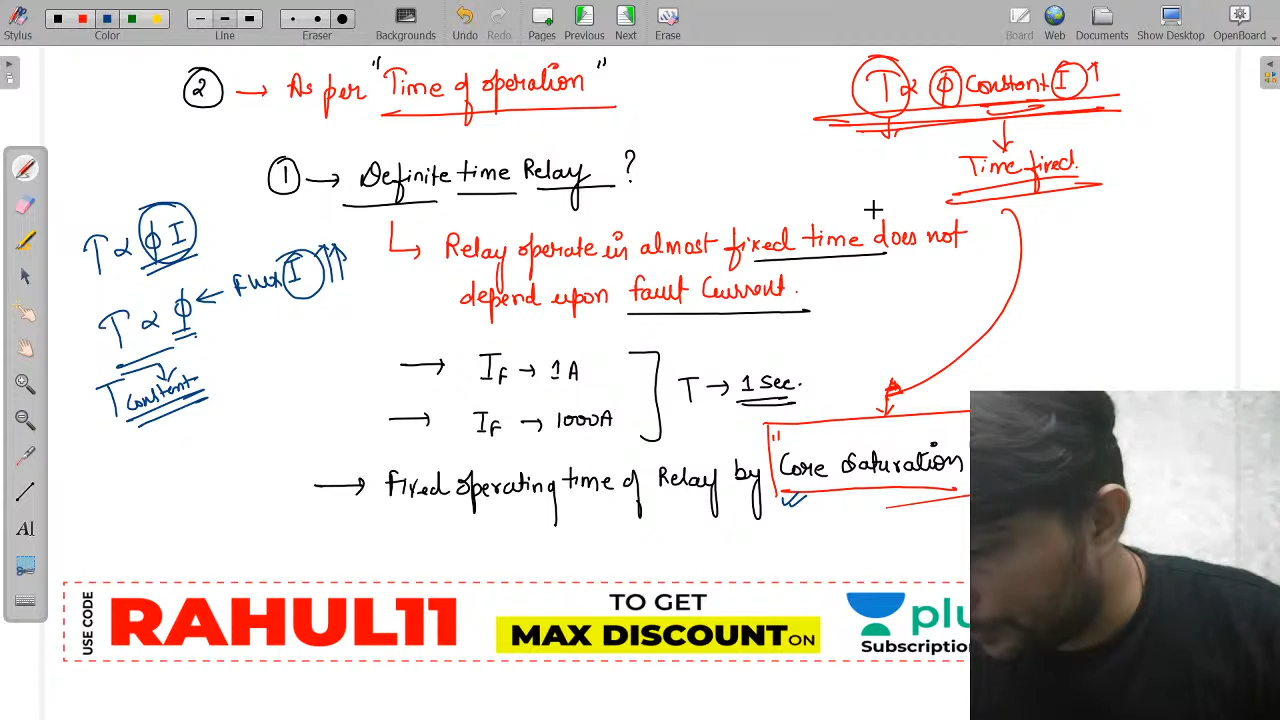 Stylus
Color
Line
Eraser
Backgrounds
Undo
Redo
Pages
Previous
Next
Erase
Board
Web
Documents
Show Desktop
OpenBoard
② → As per "Time of operation"
T ∝ ϕ Constant I ↑
Time fixed.
① → Definite time Relay ?
↳ Relay operate in almost fixed time does not
depend upon fault Current.
T ∝ ϕ I
T ∝ ϕ ← Flux I ↑↑
T Constant
→ IF → 1A
→ IF → 1000A
T → 1 Sec.
→ fixed operating time of Relay by "Core Saturation
USE CODE
RAHUL11
TO GET
MAX DISCOUNT ON
plu
Subscriptio